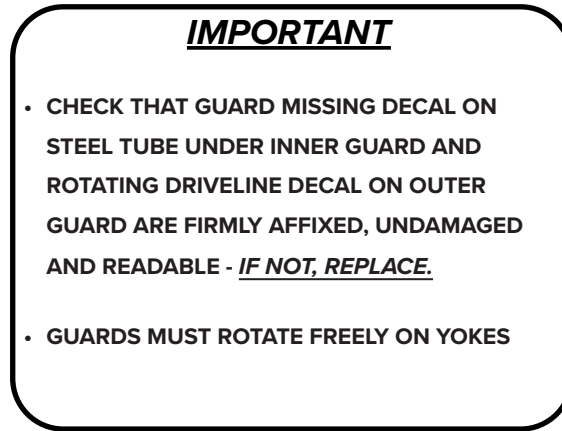 IMPORTANT
• CHECK THAT GUARD MISSING DECAL ON
STEEL TUBE UNDER INNER GUARD AND
ROTATING DRIVELINE DECAL ON OUTER
GUARD ARE FIRMLY AFFIXED, UNDAMAGED
AND READABLE - IF NOT, REPLACE.
• GUARDS MUST ROTATE FREELY ON YOKES